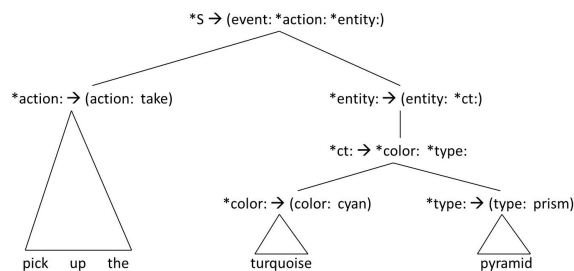 *S → (event: *action: *entity:)
*action: → (action: take)
*entity: → (entity: *ct:)
*ct: → *color: *type:
*color: → (color: cyan)
*type: → (type: prism)
pick up the
turquoise
pyramid